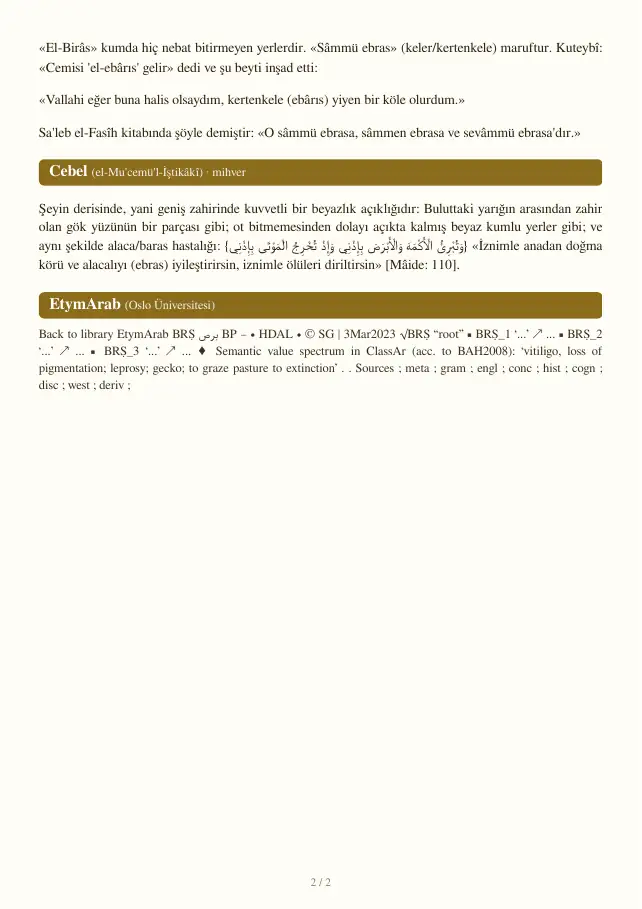 «El-Birâs» kumda hiç nebat bitirmeyen yerlerdir. «Sâmmü ebras» (keler/kertenkele) maruftur. Kuteybî:
«Cemisi 'el-ebârıs' gelir» dedi ve şu beyti inşad etti:
«Vallahi eğer buna halis olsaydım, kertenkele (ebârıs) yiyen bir köle olurdum.»
Sa'leb el-Fasîh kitabında şöyle demiştir: «O sâmmü ebrasa, sâmmen ebrasa ve sevâmmü ebrasa'dır.»
Cebel (el-Mu'cemü'l-İştikâkî) · mihver
Şeyin derisinde, yani geniş zahirinde kuvvetli bir beyazlık açıklığıdır: Buluttaki yarığın arasından zahir
olan gök yüzünün bir parçası gibi; ot bitmemesinden dolayı açıkta kalmış beyaz kumlu yerler gibi; ve
aynı şekilde alaca/baras hastalığı: {وَتُبْرِئُ الْأَكْمَهَ وَالْأَبْرَصَ بِإِذْنِي وَإِذْ تُخْرِجُ الْمَوْتَى بِإِذْنِي} «İznimle anadan doğma
körü ve alacalıyı (ebras) iyileştirirsin, iznimle ölüleri diriltirsin» [Mâide: 110].
EtymArab (Oslo Üniversitesi)
Back to library EtymArab BRṢ برص BP – • HDAL • © SG | 3Mar2023 √BRṢ “root” ▪ BRṢ_1 ‘...’ ↗ ... ▪ BRṢ_2
‘...’ ↗ ... ▪ BRṢ_3 ‘...’ ↗ ... ♦ Semantic value spectrum in ClassAr (acc. to BAH2008): ‘vitiligo, loss of
pigmentation; leprosy; gecko; to graze pasture to extinction’ . . Sources ; meta ; gram ; engl ; conc ; hist ; cogn ;
disc ; west ; deriv ;
2 / 2